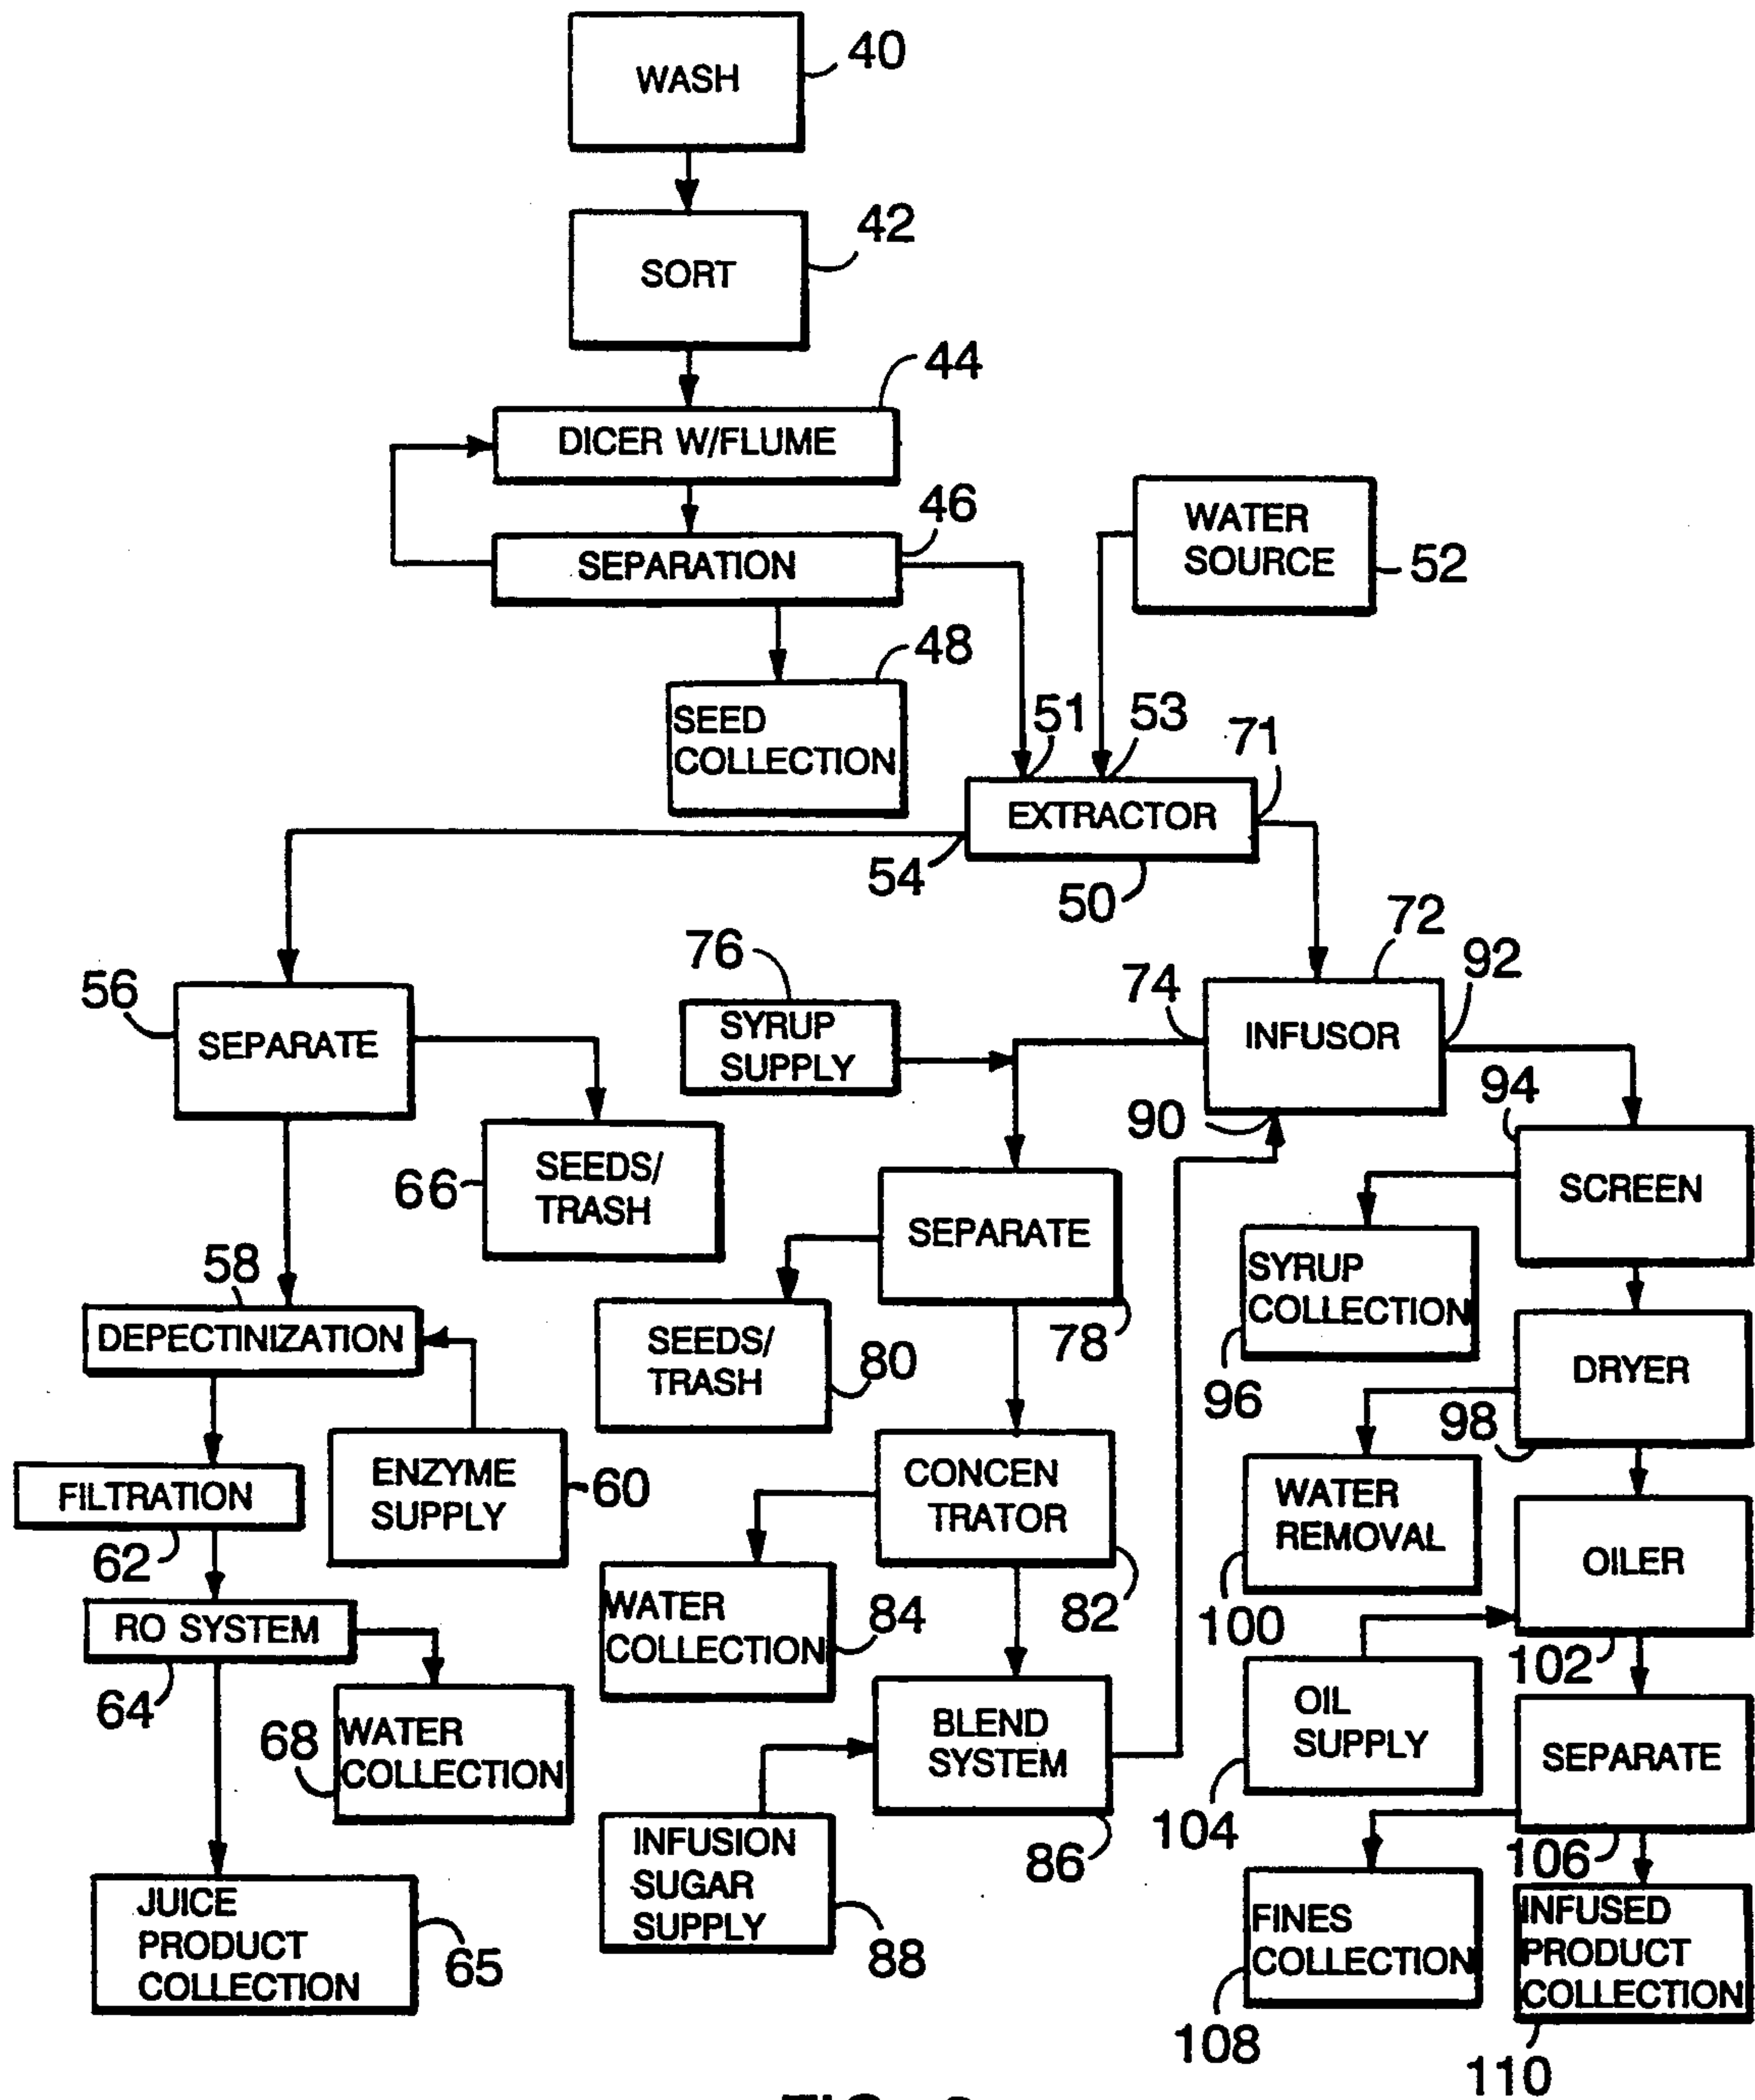 WASH
40
SORT
42
44
DICER W/FLUME
46
SEPARATION
WATER
SOURCE
52
48
SEED
COLLECTION
51
53
71
EXTRACTOR
54
50
72
92
74
76
56
SEPARATE
SYRUP
SUPPLY
INFUSOR
94
90
66
SEEDS/
TRASH
SEPARATE
SCREEN
58
SYRUP
COLLECTION
DEPECTINIZATION
SEEDS/
TRASH
80
78
96
DRYER
98
FILTRATION
62
ENZYME
SUPPLY
60
CONCEN
TRATOR
82
WATER
REMOVAL
100
OILER
102
RO SYSTEM
64
WATER
COLLECTION
84
68
WATER
COLLECTION
BLEND
SYSTEM
86
OIL
SUPPLY
104
SEPARATE
106
JUICE
PRODUCT
COLLECTION
65
INFUSION
SUGAR
SUPPLY
88
FINES
COLLECTION
108
INFUSED
PRODUCT
COLLECTION
110